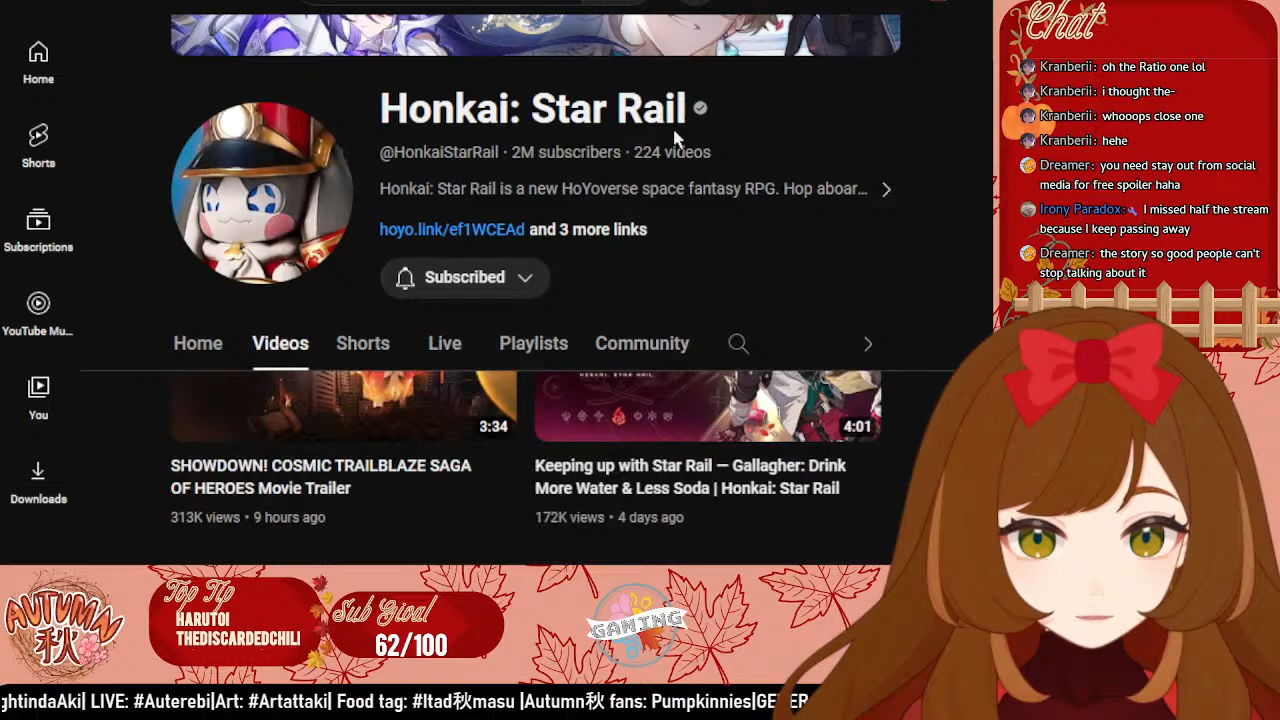 Home
Shorts
Subscriptions
YouTube Mu...
You
Downloads
Honkai: Star Rail
@HonkaiStarRail · 2M subscribers · 224 videos
Honkai: Star Rail is a new HoYoverse space fantasy RPG. Hop aboar...
hoyo.link/ef1WCEAd and 3 more links
Subscribed
Home Videos Shorts Live Playlists Community
3:34
SHOWDOWN! COSMIC TRAILBLAZE SAGA
OF HEROES Movie Trailer
313K views · 9 hours ago
4:01
Keeping up with Star Rail — Gallagher: Drink
More Water & Less Soda | Honkai: Star Rail
172K views · 4 days ago
Chat
Kranberii: oh the Ratio one lol
Kranberii: i thought the-
Kranberii: whooops close one
Kranberii: hehe
Dreamer: you need stay out from social
media for free spoiler haha
Irony Paradox: I missed half the stream
because I keep passing away
Dreamer: the story so good people can't
stop talking about it
AUTUMN
秋
Top Tip
HARUTOI
THEDISCARDEDCHILI
Sub Gioal
62/100
GAMING
ghtindaAki| LIVE: #Auterebi|Art: #Artattaki| Food tag: #Itad秋masu |Autumn秋 fans: Pumpkinnies|GE